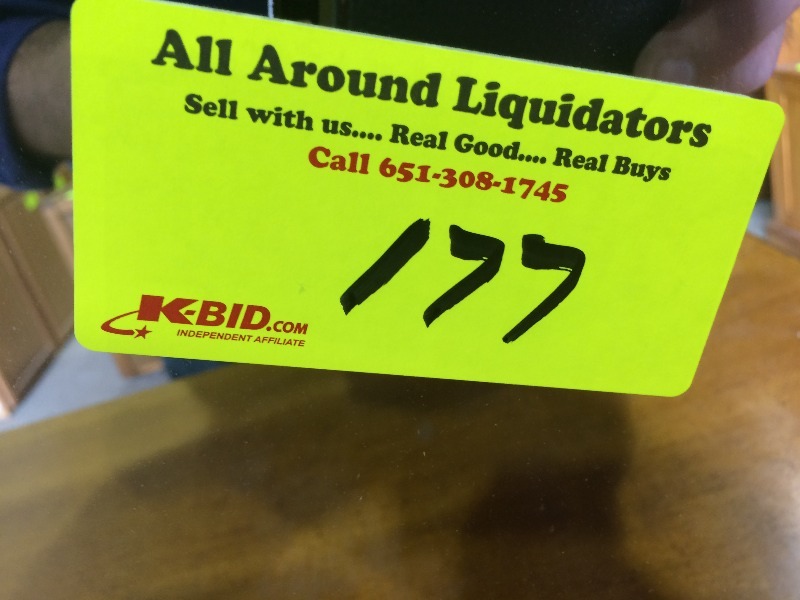 All Around Liquidators
Sell with us.... Real Good.... Real Buys
Call 651-308-1745
177
K-BID.COM
INDEPENDENT AFFILIATE